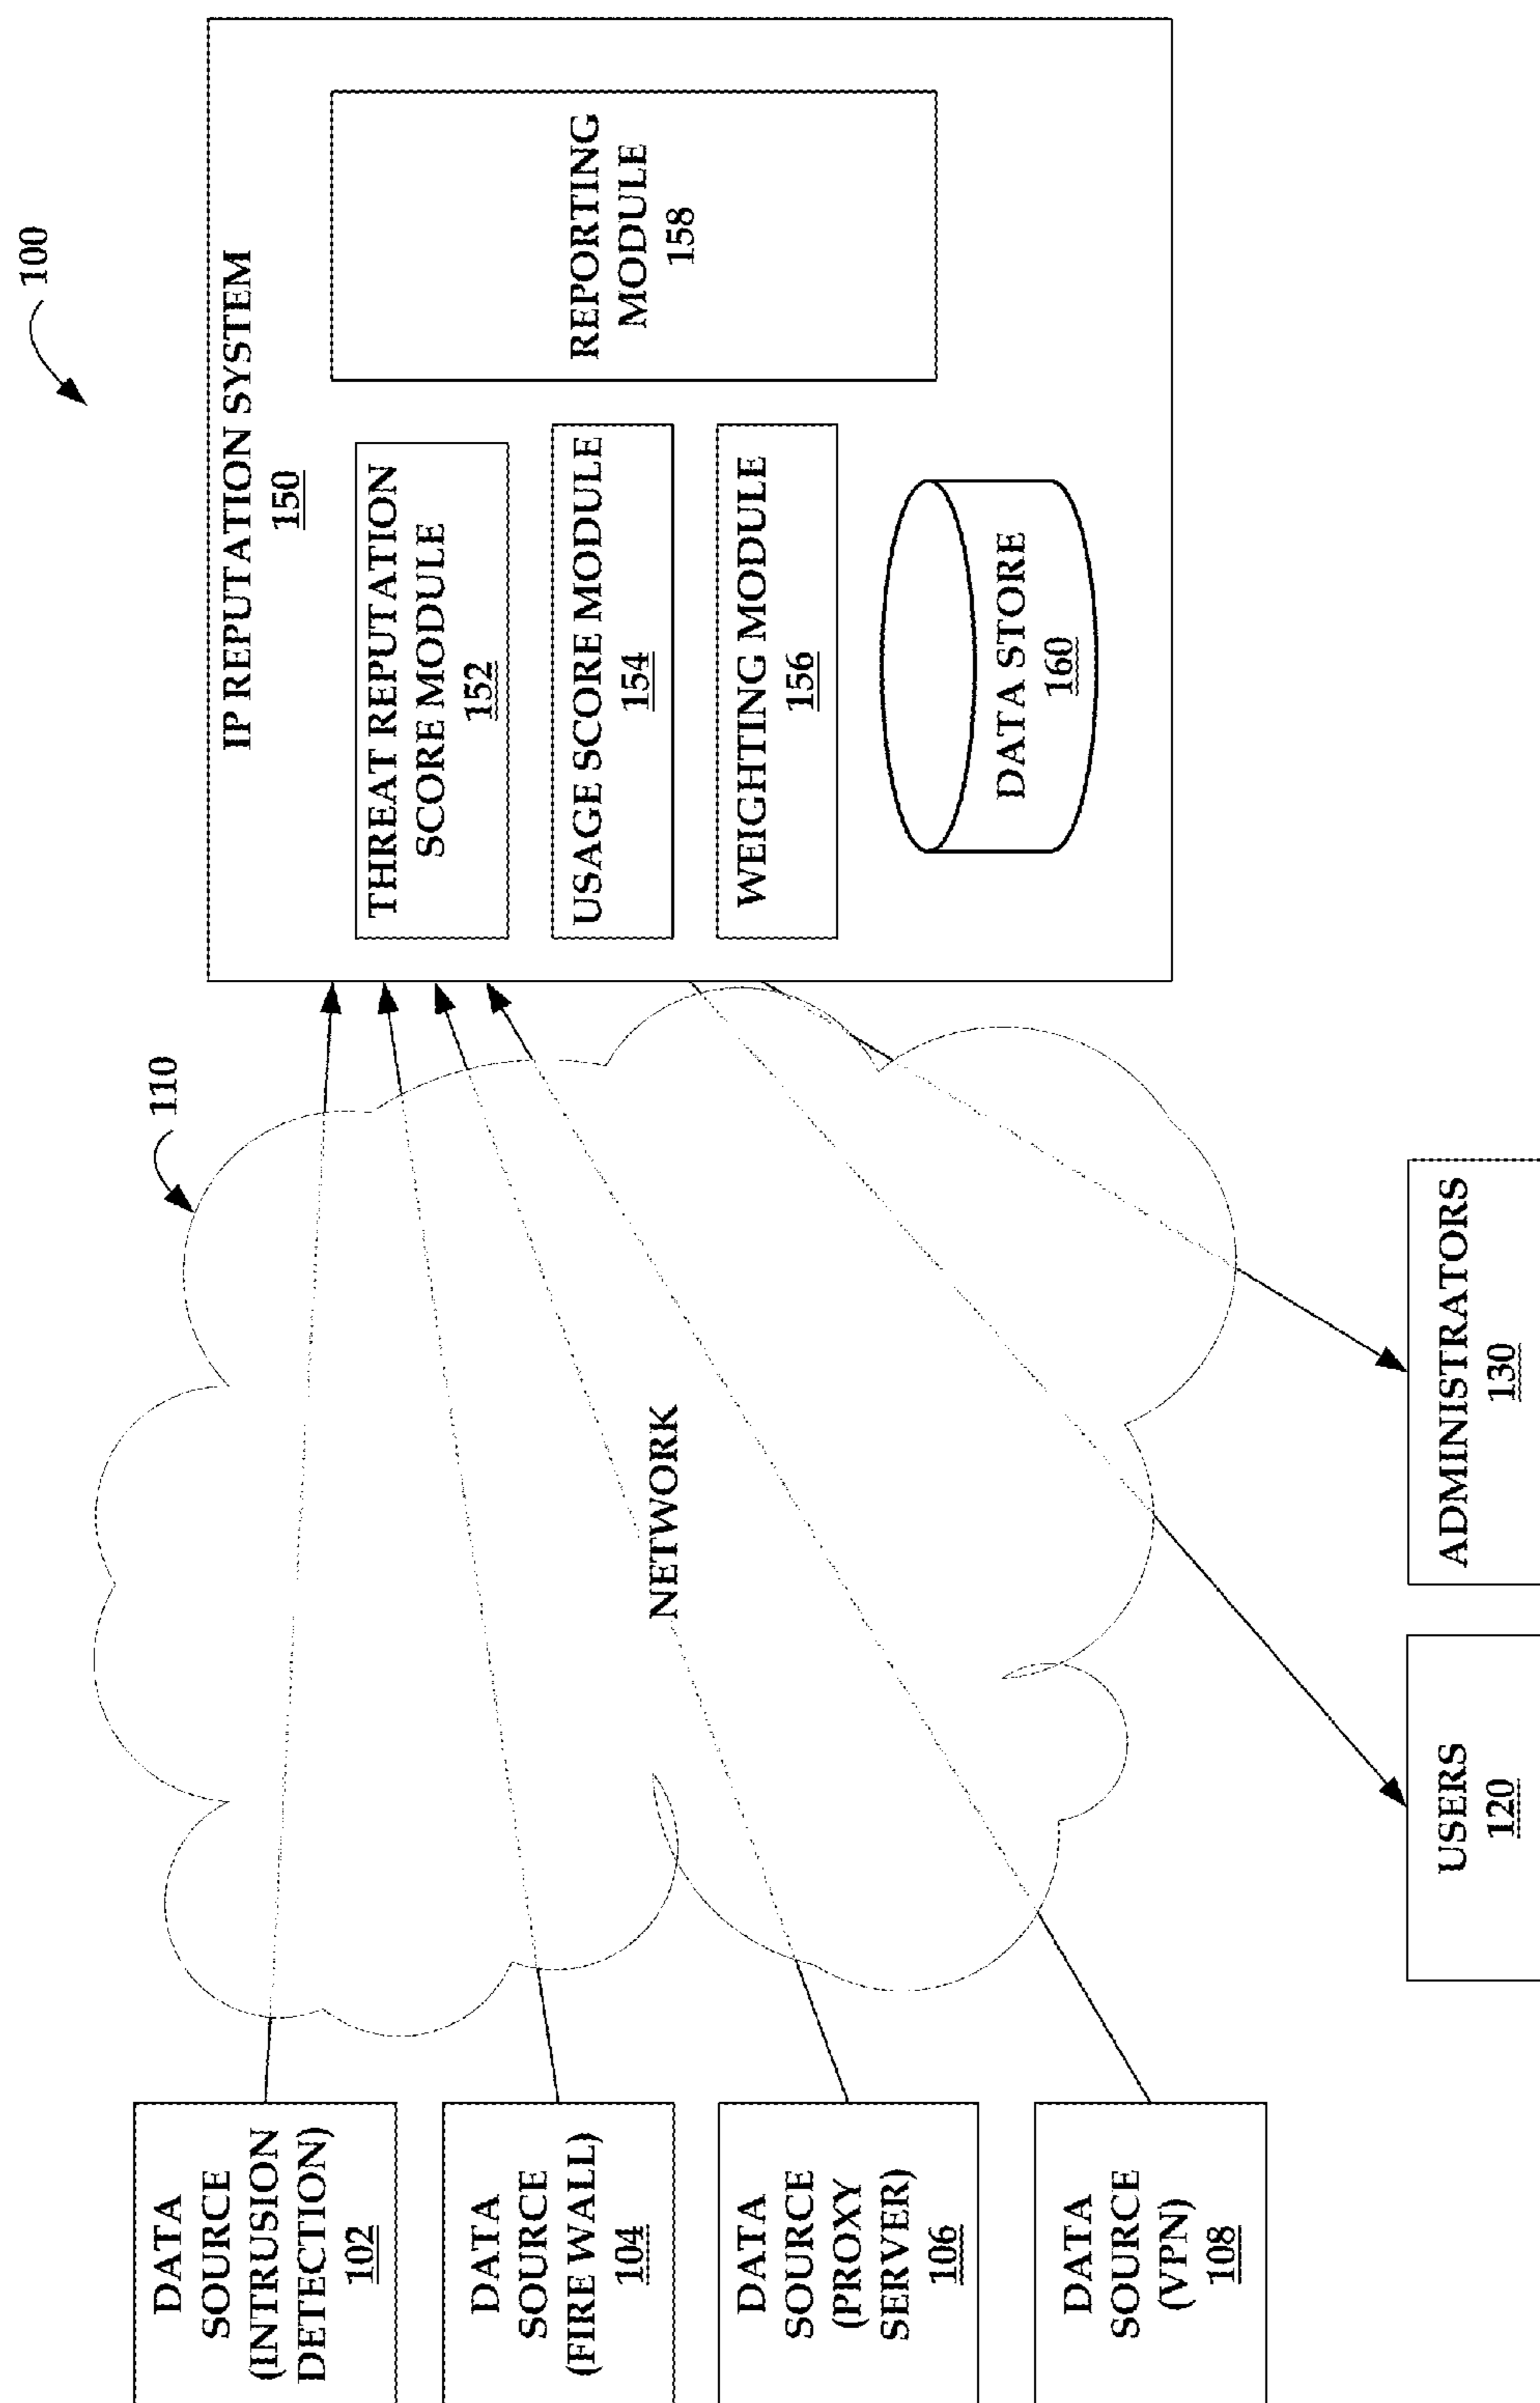 100
110
DATA
SOURCE
(INTRUSION
DETECTION)
102
DATA
SOURCE
(FIRE WALL)
104
DATA
SOURCE
(PROXY
SERVER)
106
DATA
SOURCE
(VPN)
108
NETWORK
USERS
120
ADMINISTRATORS
130
IP REPUTATION SYSTEM
150
THREAT REPUTATION
SCORE MODULE
152
USAGE SCORE MODULE
154
WEIGHTING MODULE
156
DATA STORE
160
REPORTING
MODULE
158